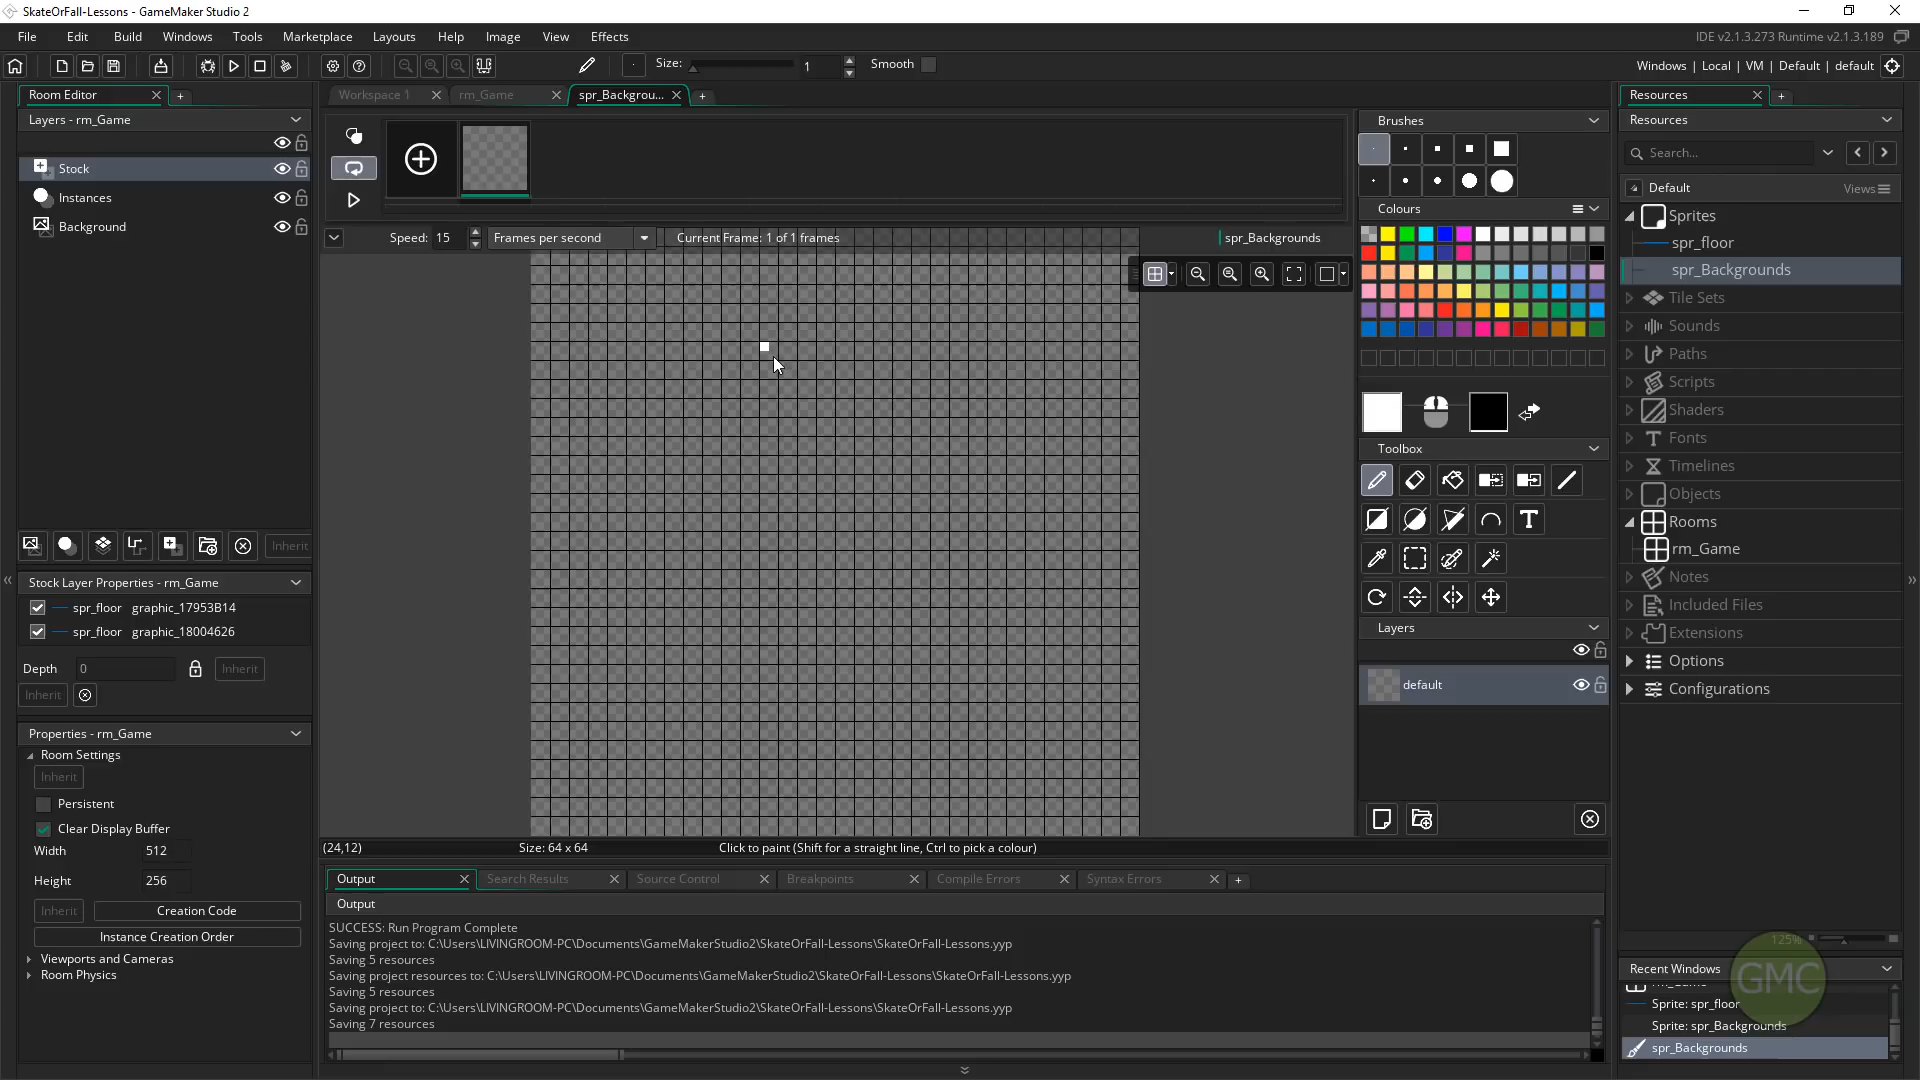 SkateOrFall-Lessons - GameMaker Studio 2
File Edit Build Windows Tools Marketplace Layouts Help Image View Effects
IDE v2.1.3.273 Runtime v2.1.3.189
Size: 1 Smooth
Windows | Local | VM | Default | default
Room Editor
Workspace 1
rm_Game
spr_Backgrou...
Resources
Layers - rm_Game
Stock
Instances
Background
Inherit
Stock Layer Properties - rm_Game
spr_floor graphic_17953B14
spr_floor graphic_18004626
Depth 0 Inherit
Inherit
Properties - rm_Game
Room Settings
Inherit
Persistent
Clear Display Buffer
Width 512
Height 256
Inherit Creation Code
Instance Creation Order
Viewports and Cameras
Room Physics
Speed: 15 Frames per second Current Frame: 1 of 1 frames spr_Backgrounds
(24,12) Size: 64 x 64 Click to paint (Shift for a straight line, Ctrl to pick a colour)
Output Search Results Source Control Breakpoints Compile Errors Syntax Errors
Output
SUCCESS: Run Program Complete
Saving project to: C:\Users\LIVINGROOM-PC\Documents\GameMakerStudio2\SkateOrFall-Lessons\SkateOrFall-Lessons.yyp
Saving 5 resources
Saving project resources to: C:\Users\LIVINGROOM-PC\Documents\GameMakerStudio2\SkateOrFall-Lessons\SkateOrFall-Lessons.yyp
Saving 5 resources
Saving project to: C:\Users\LIVINGROOM-PC\Documents\GameMakerStudio2\SkateOrFall-Lessons\SkateOrFall-Lessons.yyp
Saving 7 resources
Brushes
Colours
Toolbox
T
Layers
default
Resources
Search...
Default Views
Sprites
spr_floor
spr_Backgrounds
Tile Sets
Sounds
Paths
Scripts
Shaders
Fonts
Timelines
Objects
Rooms
rm_Game
Notes
Included Files
Extensions
Options
Configurations
125%
GMC
Recent Windows
Sprite: spr_floor
Sprite: spr_Backgrounds
spr_Backgrounds